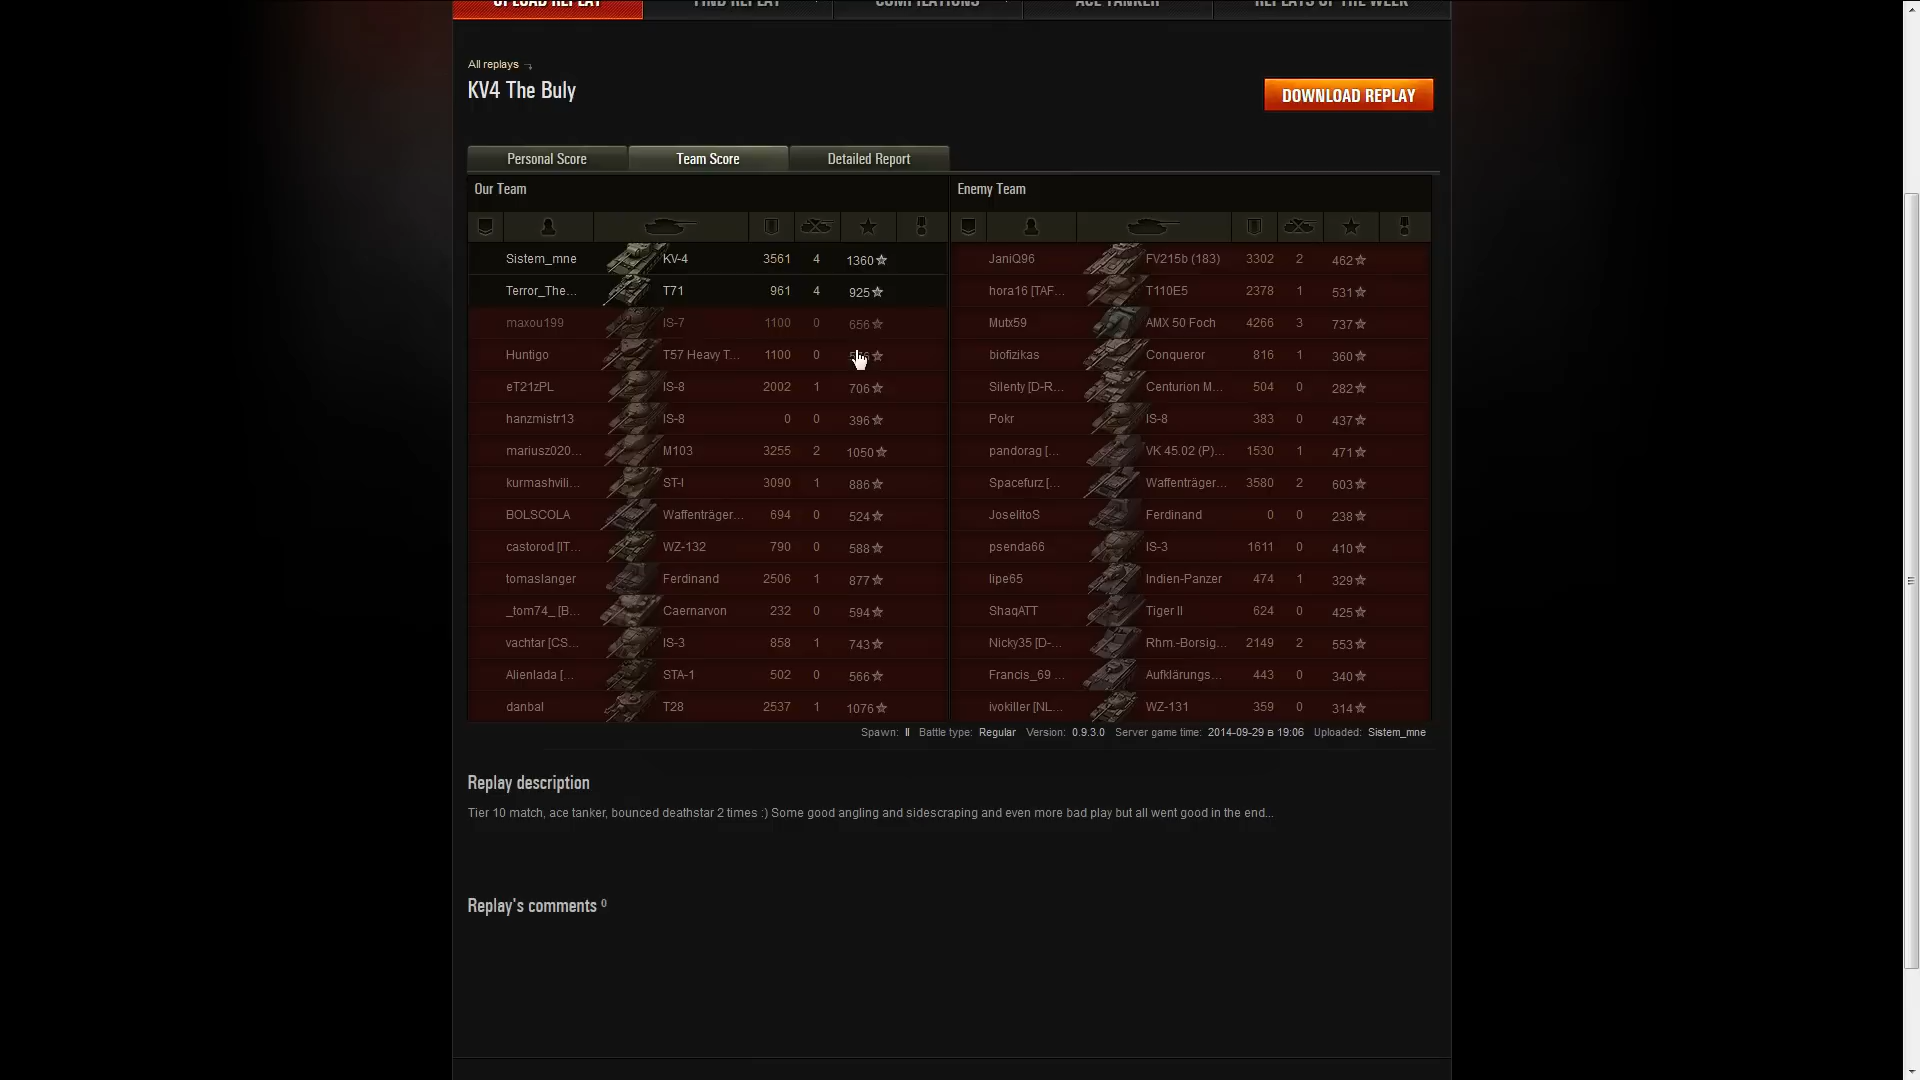 UPLOAD REPLAY FIND REPLAY COMPILATIONS ACE TANKER REPLAYS OF THE WEEK
All replays
KV4 The Buly
DOWNLOAD REPLAY
Personal Score Team Score Detailed Report
Our Team Enemy Team
Sistem_mne KV-4 3561 4 1360 JaniQ96 FV215b (183) 3302 2 462
Terror_The... T71 961 4 925 hora16 [TAF... T110E5 2378 1 531
maxou199 IS-7 1100 0 656 Mutx59 AMX 50 Foch 4266 3 737
Huntigo T57 Heavy T... 1100 0 biofizikas Conqueror 816 1 360
eT21zPL IS-8 2002 1 706 Silenty [D-R... Centurion M... 504 0 282
hanzmistr13 IS-8 0 0 396 Pokr IS-8 383 0 437
mariusz020... M103 3255 2 1050 pandorag [... VK 45.02 (P)... 1530 1 471
kurmashvili... ST-I 3090 1 886 Spacefurz [... Waffenträger... 3580 2 603
BOLSCOLA Waffenträger... 694 0 524 JoselitoS Ferdinand 0 0 238
castorod [IT... WZ-132 790 0 588 psenda66 IS-3 1611 0 410
tomaslanger Ferdinand 2506 1 877 lipe65 Indien-Panzer 474 1 329
_tom74_ [B... Caernarvon 232 0 594 ShaqATT Tiger II 624 0 425
vachtar [CS... IS-3 858 1 743 Nicky35 [D-... Rhm.-Borsig... 2149 2 553
Alienlada [... STA-1 502 0 566 Francis_69 ... Aufklärungs... 443 0 340
danbal T28 2537 1 1076 ivokiller [NL... WZ-131 359 0 314
Spawn: II Battle type: Regular Version: 0.9.3.0 Server game time: 2014-09-29 в 19:06 Uploaded: Sistem_mne
Replay description
Tier 10 match, ace tanker, bounced deathstar 2 times :) Some good angling and sidescraping and even more bad play but all went good in the end...
Replay's comments 0